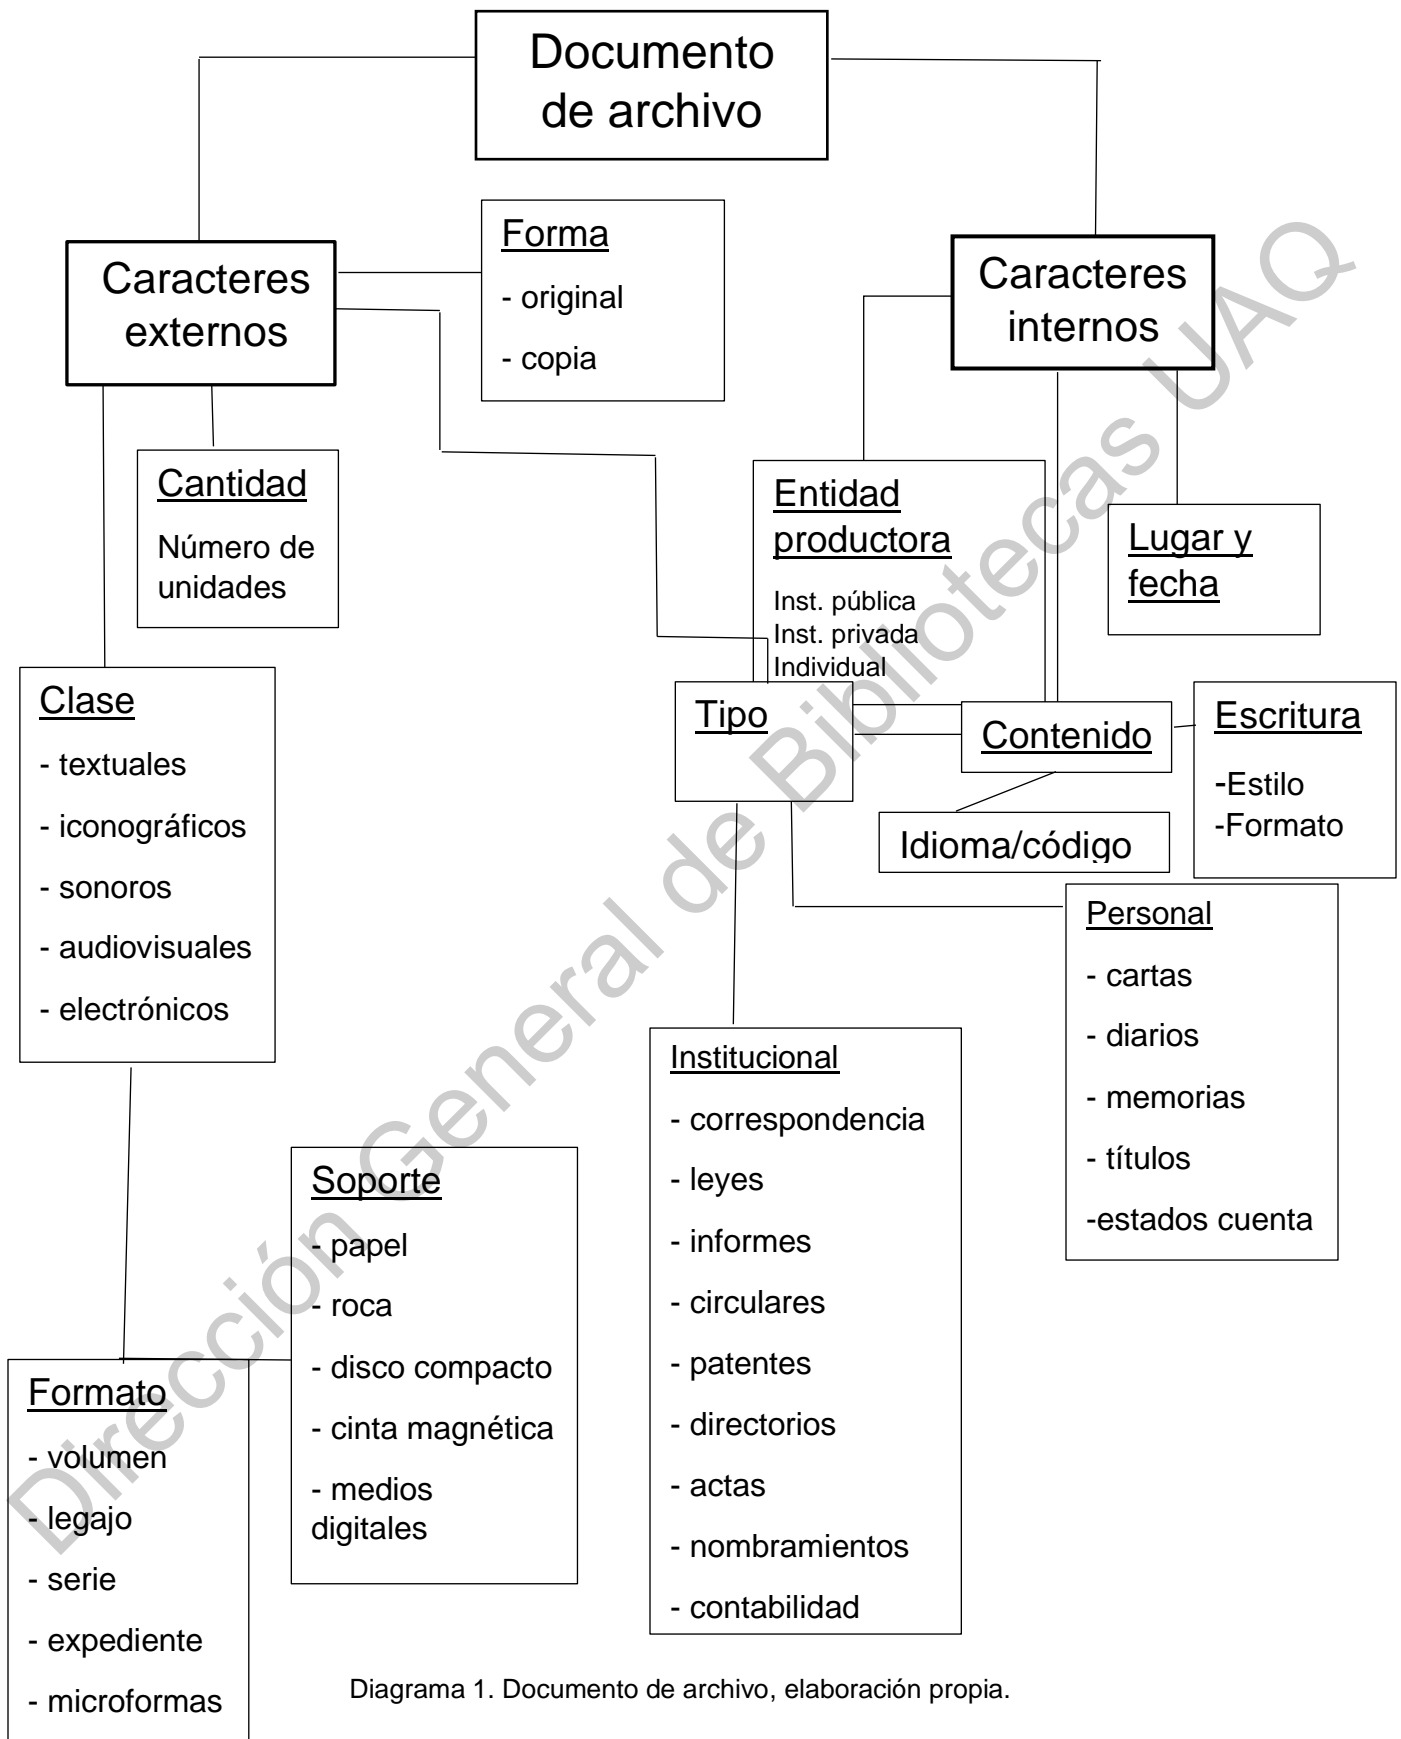 Documento
de archivo
Caracteres
externos
Forma
- original
- copia
Caracteres
internos
Cantidad
Número de
unidades
Entidad
productora
Inst. pública
Inst. privada
Individual
Lugar y
fecha
Clase
- textuales
- iconográficos
- sonoros
- audiovisuales
- electrónicos
Tipo
Contenido
Escritura
-Estilo
-Formato
Idioma/código
Personal
- cartas
- diarios
- memorias
- títulos
-estados cuenta
Institucional
- correspondencia
- leyes
- informes
- circulares
- patentes
- directorios
- actas
- nombramientos
- contabilidad
Soporte
- papel
- roca
- disco compacto
- cinta magnética
- medios
digitales
Formato
- volumen
- legajo
- serie
- expediente
- microformas
Diagrama 1. Documento de archivo, elaboración propia.
Dirección General de Bibliotecas UAQ